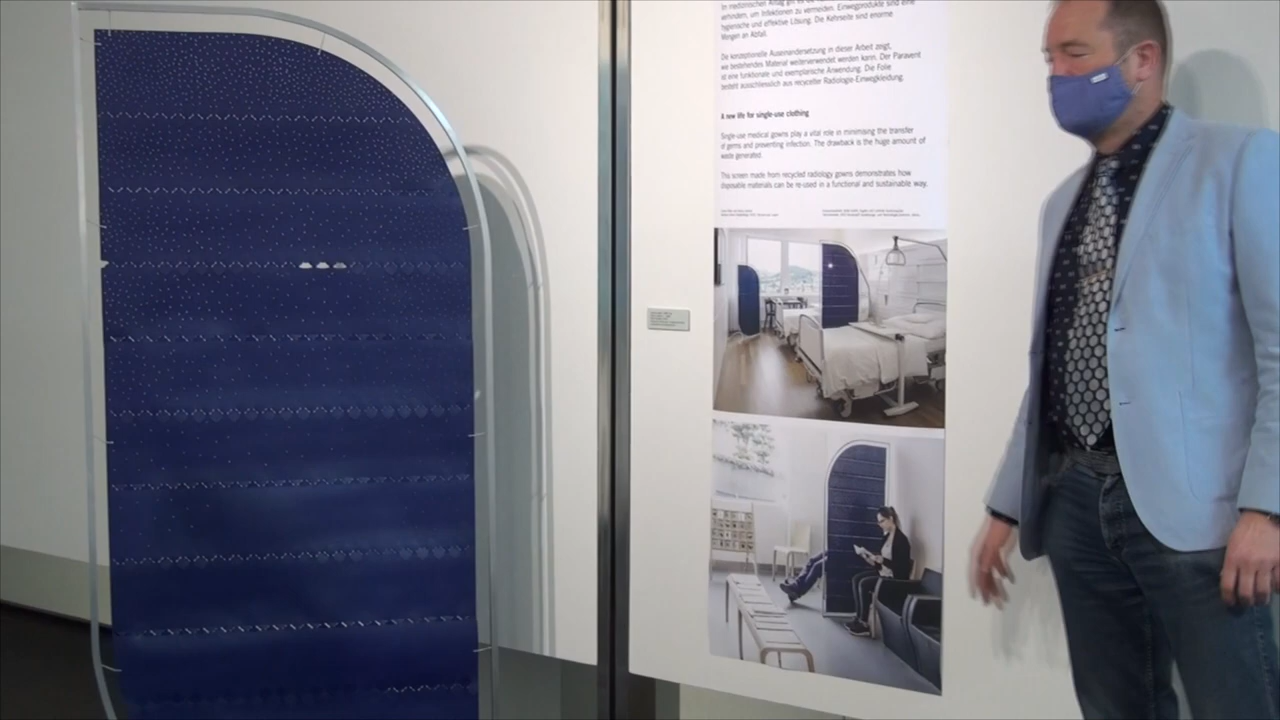 im medizinischen Alltag gilt es
verhindern, um Infektionen zu vermeiden. Einwegprodukte sind eine
hygienische und effektive Lösung. Die Kehrseite sind enorme
Mengen an Abfall.
Die konzeptionelle Auseinandersetzung in dieser Arbeit zeigt,
wie bestehendes Material weiterverwendet werden kann. Der Paravent
ist eine funktionale und exemplarische Anwendung. Die Folie
besteht ausschliesslich aus recycelter Radiologie-Einwegkleidung.
A new life for single-use clothing
Single-use medical gowns play a vital role in minimising the transfer
of germs and preventing infection. The drawback is the huge amount of
waste generated.
This screen made from recycled radiology gowns demonstrates how
disposable materials can be re-used in a functional and sustainable way.